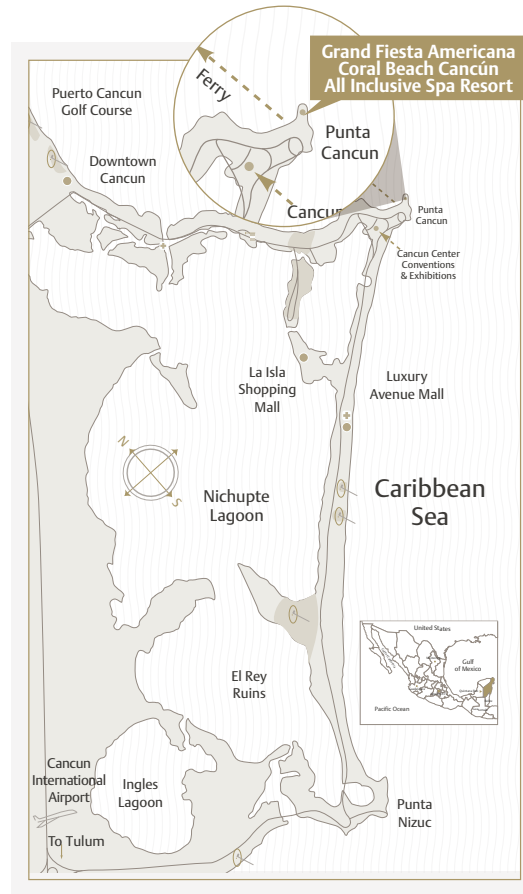 Grand Fiesta Americana
Coral Beach Cancún
All Inclusive Spa Resort
Ferry
Puerto Cancun
Golf Course
Punta
Cancun
Downtown
Cancun
Cancun
Punta
Cancun
Cancun Center
Conventions
& Exhibitions
La Isla
Shopping
Mall
Luxury
Avenue Mall
N
S
Nichupte
Lagoon
Caribbean
Sea
United States
Gulf
of Mexico
Pacific Ocean
El Rey
Ruins
Cancun
International
Airport
Ingles
Lagoon
Punta
Nizuc
To Tulum